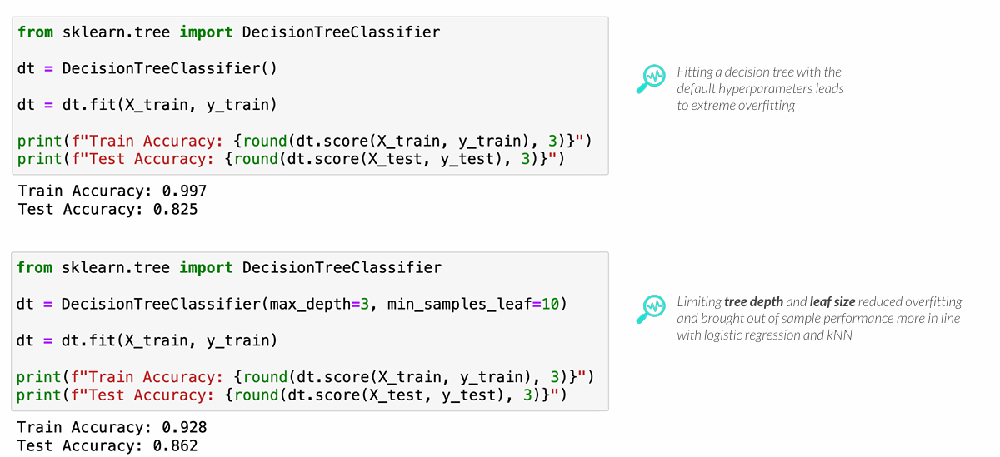 from sklearn.tree import DecisionTreeClassifier
dt = DecisionTreeClassifier()
dt = dt.fit(X_train, y_train)
print(f"Train Accuracy: {round(dt.score(X_train, y_train), 3)}")
print(f"Test Accuracy: {round(dt.score(X_test, y_test), 3)}")
Train Accuracy: 0.997
Test Accuracy: 0.825
Fitting a decision tree with the
default hyperparameters leads
to extreme overfitting
from sklearn.tree import DecisionTreeClassifier
dt = DecisionTreeClassifier(max_depth=3, min_samples_leaf=10)
dt = dt.fit(X_train, y_train)
print(f"Train Accuracy: {round(dt.score(X_train, y_train), 3)}")
print(f"Test Accuracy: {round(dt.score(X_test, y_test), 3)}")
Train Accuracy: 0.928
Test Accuracy: 0.862
Limiting tree depth and leaf size reduced overfitting
and brought out of sample performance more in line
with logistic regression and kNN